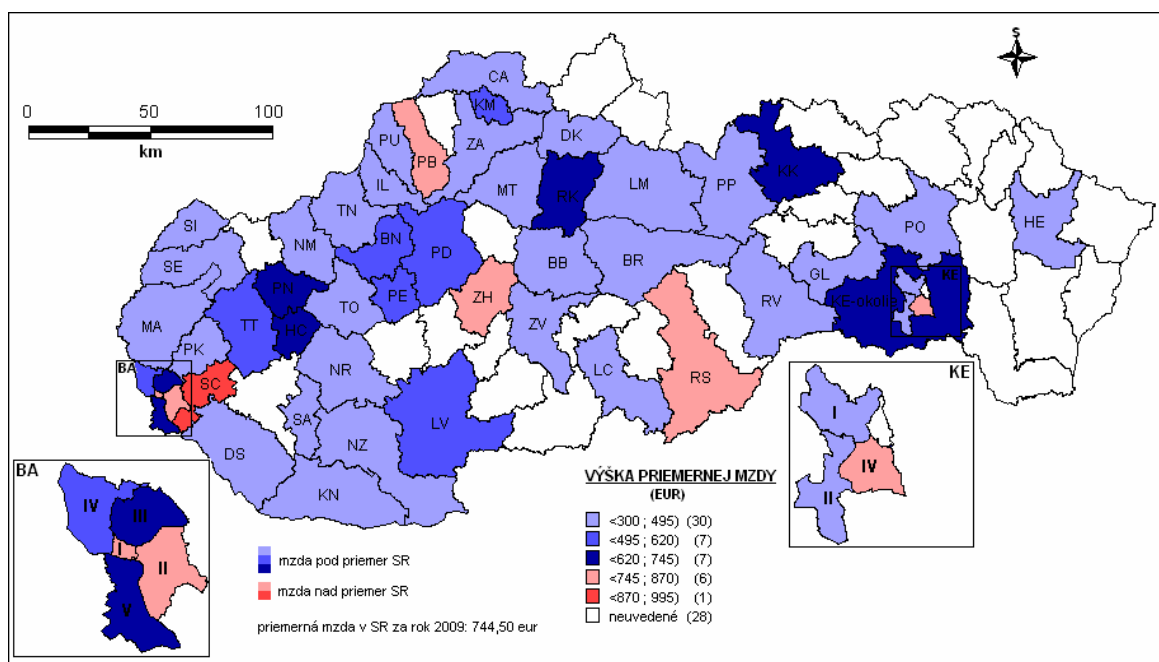 S
0 50 100
km
CA
KM
PU
PB
ZA
DK
IL
MT
RK
LM
PP
KK
TN
BN
PD
SI
NM
SE
PN
PE
TO
BB
BR
PO
HE
GL
KE
KE-okolie
RV
ZH
ZV
MA
TT
HC
PK
BA
SC
NR
LC
RS
SA
LV
NZ
DS
KN
KE
I
IV
II
BA
IV
III
I
II
V
VÝŠKA PRIEMERNEJ MZDY
(EUR)
<300 ; 495) (30)
<495 ; 620) (7)
<620 ; 745) (7)
<745 ; 870) (6)
<870 ; 995) (1)
neuvedené (28)
mzda pod priemer SR
mzda nad priemer SR
priemerná mzda v SR za rok 2009: 744,50 eur